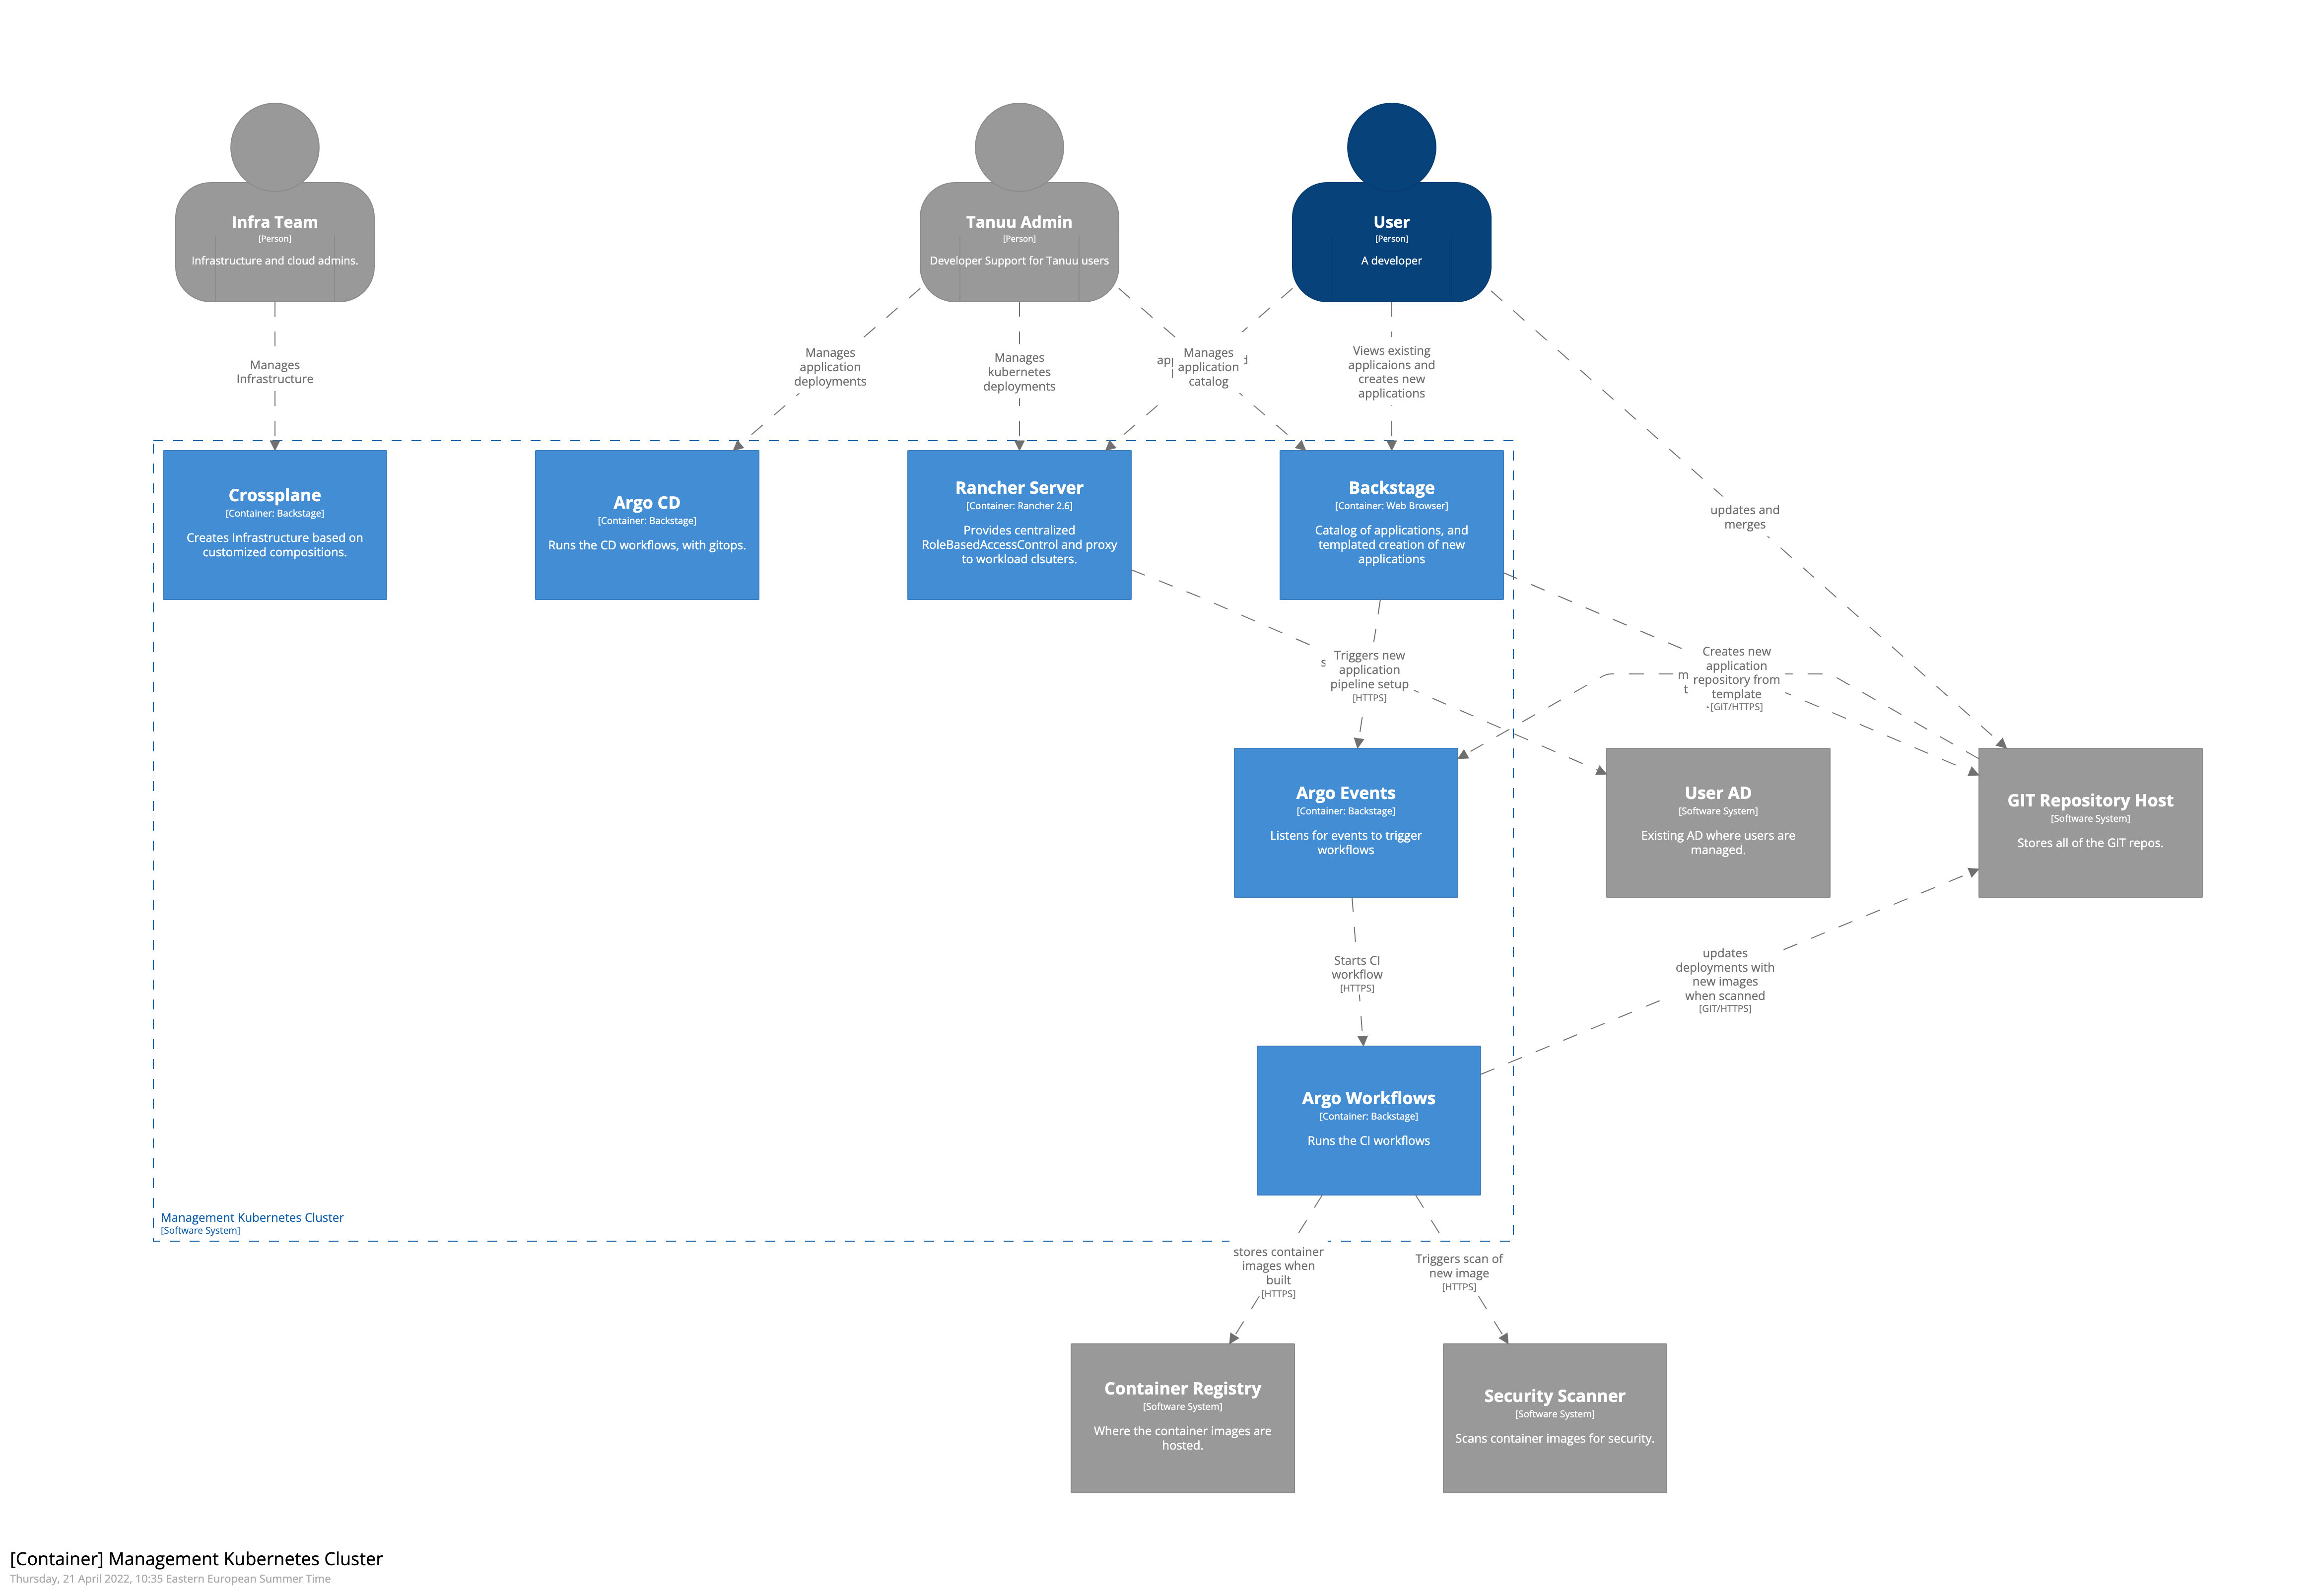 Infra Team
[Person]
Infrastructure and cloud admins.
Tanuu Admin
[Person]
Developer Support for Tanuu users
User
[Person]
A developer
Manages
Infrastructure
Manages
application
deployments
Manages
kubernetes
deployments
Manages
application
catalog
Views existing
applicaions and
creates new
applications
updates and
merges
Crossplane
[Container: Backstage]
Creates Infrastructure based on
customized compositions.
Argo CD
[Container: Backstage]
Runs the CD workflows, with gitops.
Rancher Server
[Container: Rancher 2.6]
Provides centralized
RoleBasedAccessControl and proxy
to workload clsuters.
Backstage
[Container: Web Browser]
Catalog of applications, and
templated creation of new
applications
Triggers new
application
pipeline setup
[HTTPS]
Creates new
application
repository from
template
[GIT/HTTPS]
Argo Events
[Container: Backstage]
Listens for events to trigger
workflows
User AD
[Software System]
Existing AD where users are
managed.
GIT Repository Host
[Software System]
Stores all of the GIT repos.
Starts CI
workflow
[HTTPS]
updates
deployments with
new images
when scanned
[GIT/HTTPS]
Argo Workflows
[Container: Backstage]
Runs the CI workflows
Management Kubernetes Cluster
[Software System]
stores container
images when
built
[HTTPS]
Triggers scan of
new image
[HTTPS]
Container Registry
[Software System]
Where the container images are
hosted.
Security Scanner
[Software System]
Scans container images for security.
[Container] Management Kubernetes Cluster
Thursday, 21 April 2022, 10:35 Eastern European Summer Time